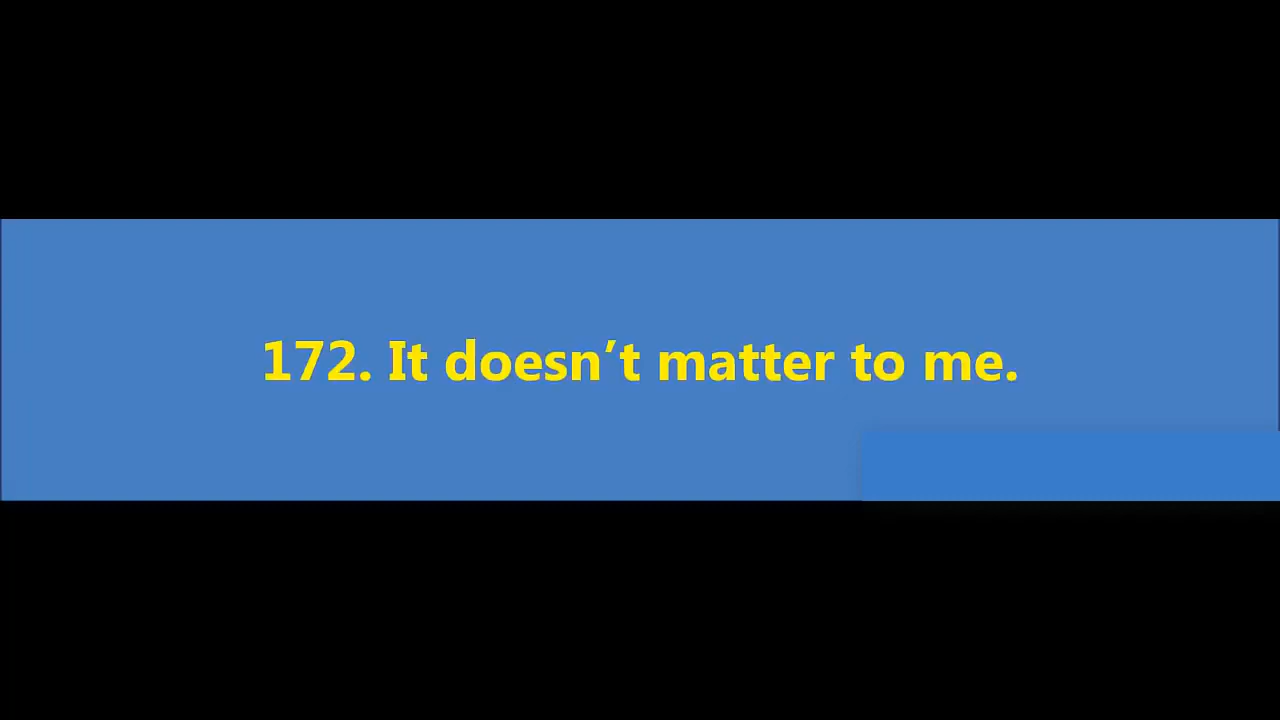 172. It doesn’t matter to me.